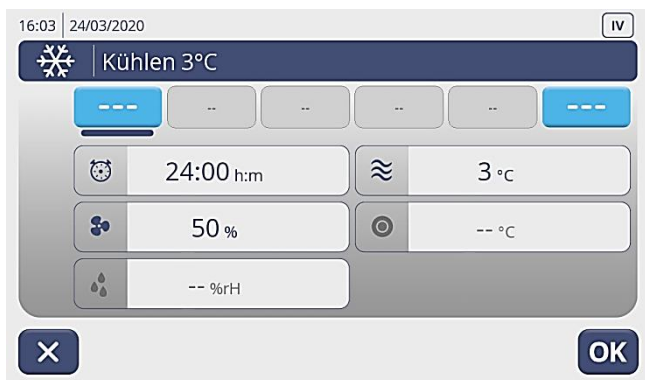 16:03 24/03/2020 IV
Kühlen 3°C
--- -- -- -- -- ---
24:00 h:m 3 °C
50 % -- °C
-- %rH
OK